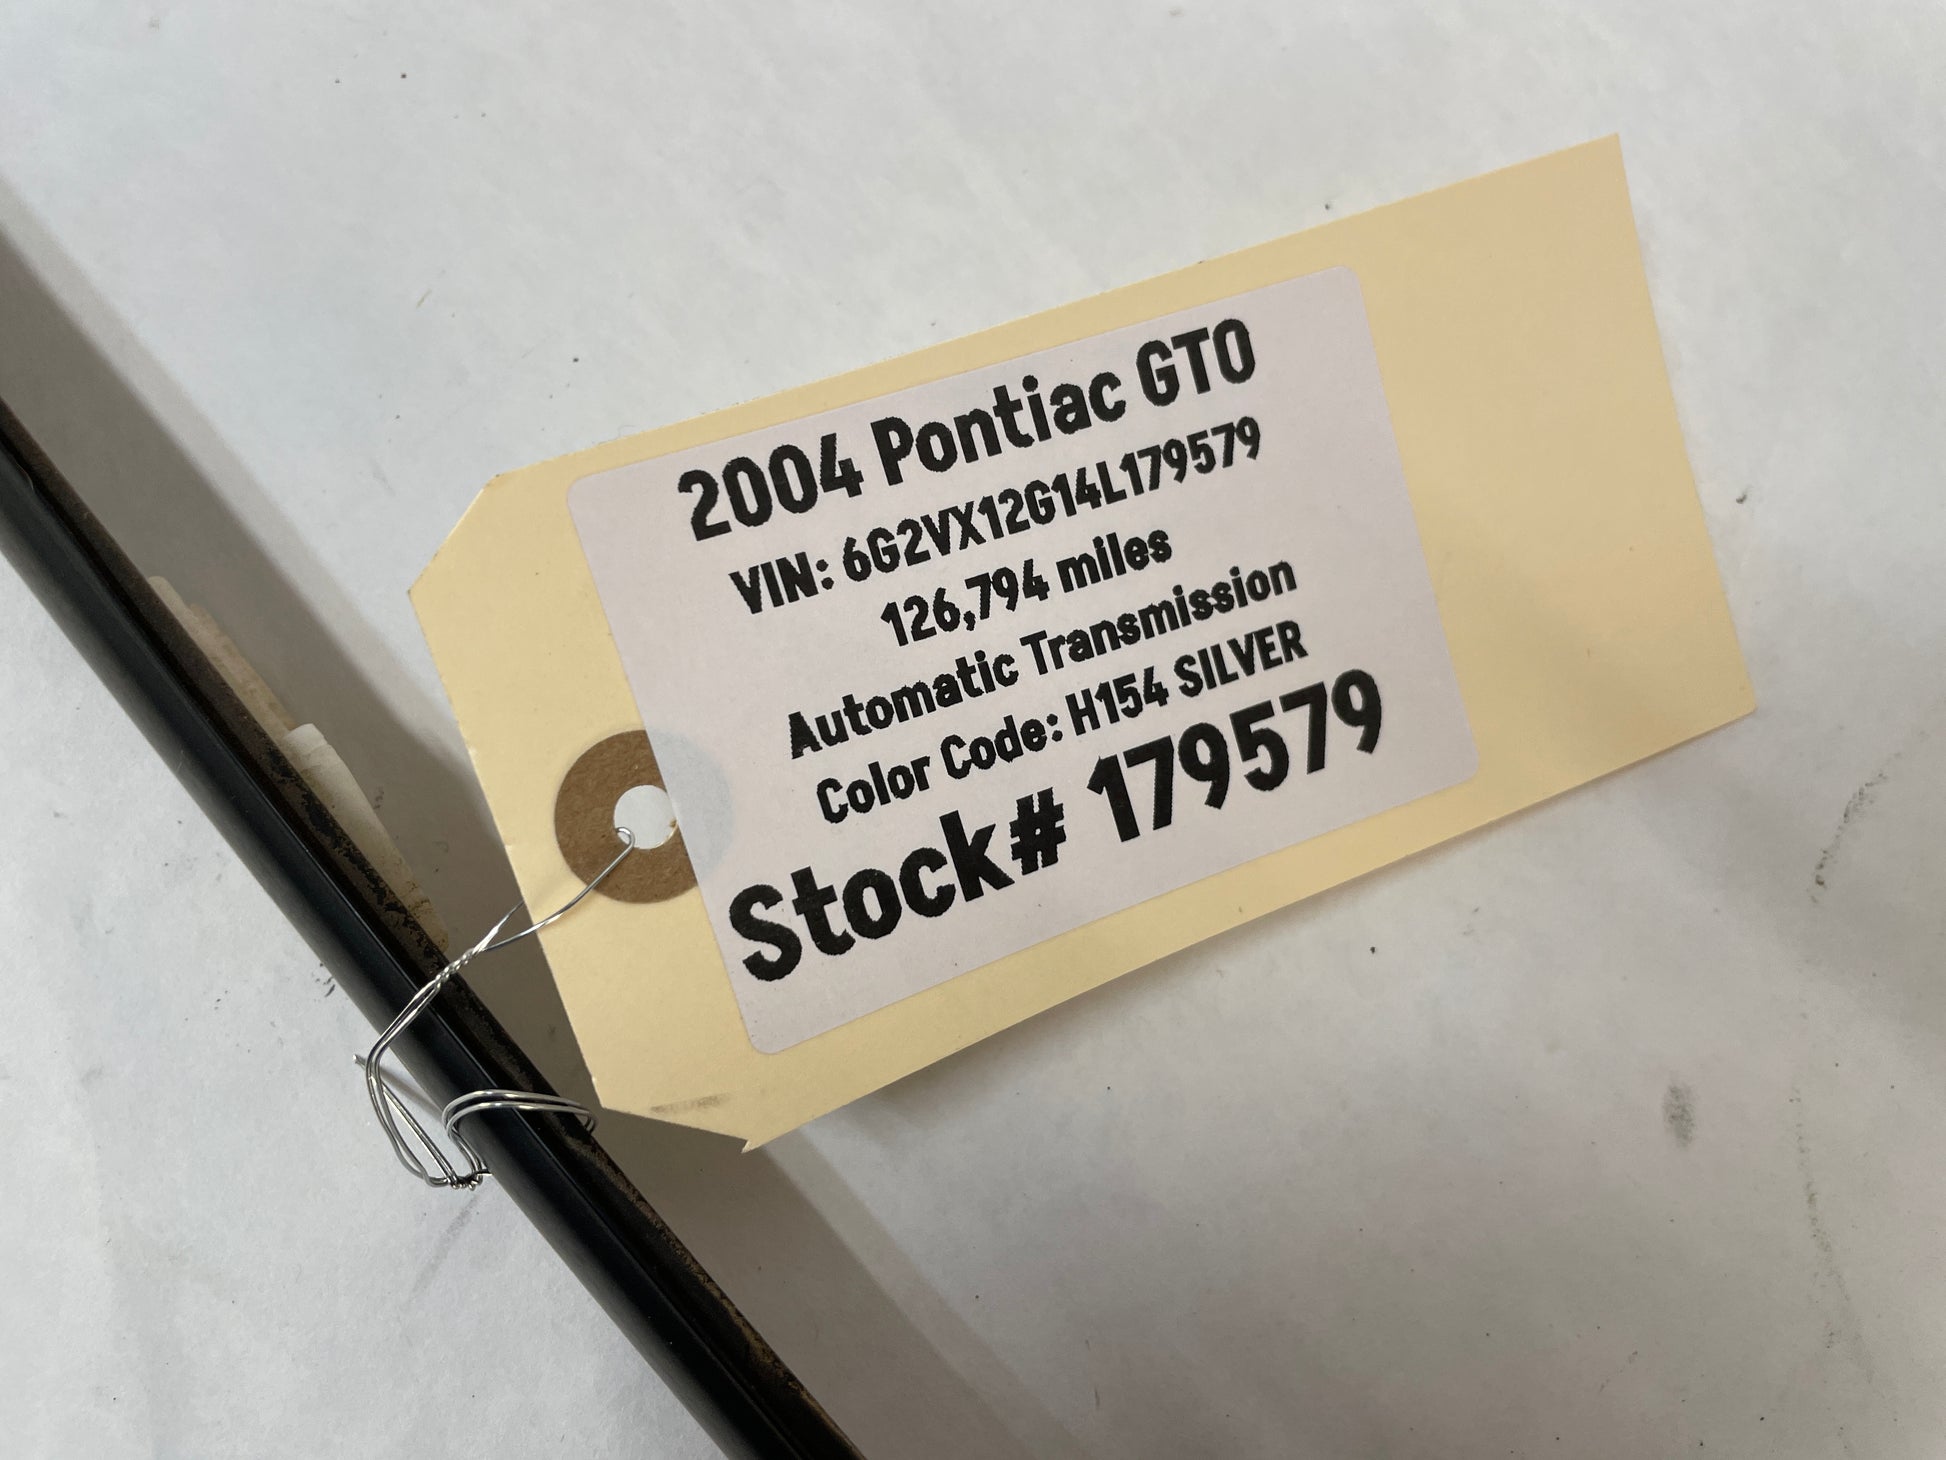 2004 Pontiac GTO
VIN: 6G2VX12G14L179579
126,794 miles
Automatic Transmission
Color Code: H154 SILVER
Stock# 179579